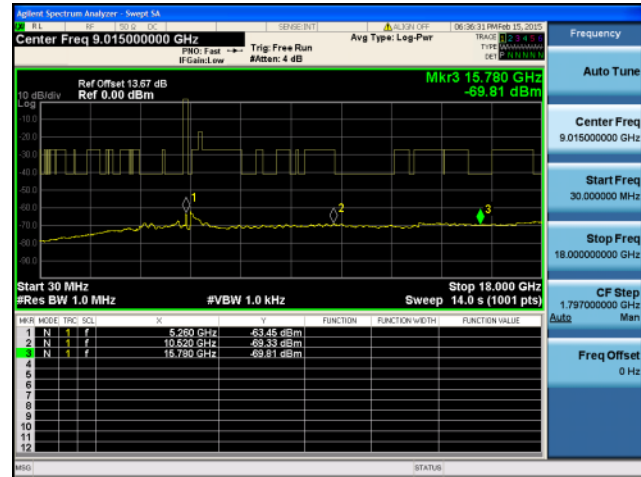 Agilent Spectrum Analyzer - Swept SA
RL RF 50 Ω DC SENSE:INT ALIGN OFF 06:36:31 PM Feb 15, 2015
Center Freq 9.015000000 GHz
PNO: Fast
IFGain:Low
Trig: Free Run
#Atten: 4 dB
Avg Type: Log-Pwr
TRACE 1 2 3 4 5 6
TYPE
DET P N N N N N
Ref Offset 13.67 dB
10 dB/div Ref 0.00 dBm
Log
Mkr3 15.780 GHz
-69.81 dBm
-10.0
-20.0
-30.0
-40.0
-50.0
-60.0
-70.0
-80.0
-90.0
1
2
3
Start 30 MHz
Stop 18.000 GHz
#Res BW 1.0 MHz #VBW 1.0 kHz Sweep 14.0 s (1001 pts)
MKR MODE TRC SCL X Y FUNCTION FUNCTION WIDTH FUNCTION VALUE
1 N 1 f 5.260 GHz -63.45 dBm
2 N 1 f 10.520 GHz -69.33 dBm
3 N 1 f 15.780 GHz -69.81 dBm
4
5
6
7
8
9
10
11
12
MSG STATUS
Frequency
Auto Tune
Center Freq
9.015000000 GHz
Start Freq
30.000000 MHz
Stop Freq
18.000000000 GHz
CF Step
1.797000000 GHz
Auto Man
Freq Offset
0 Hz